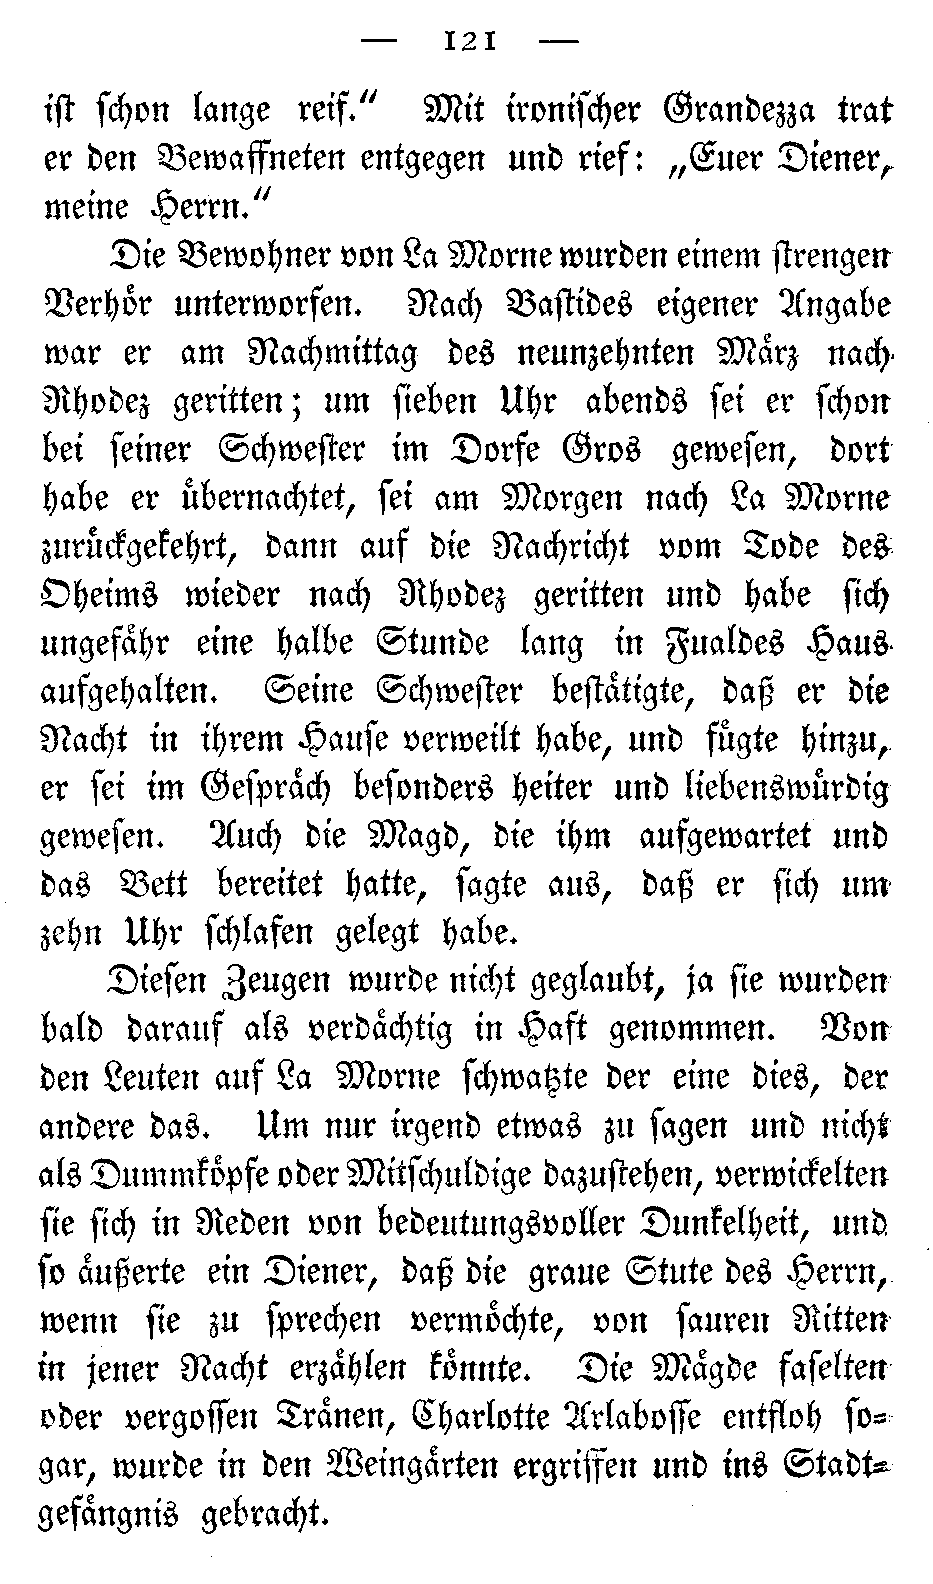 — 121 —
ist schon lange reif.“ Mit ironischer Grandezza trat
er den Bewaffneten entgegen und rief: „Euer Diener,
meine Herrn.“
Die Bewohner von La Morne wurden einem strengen
Verhör unterworfen. Nach Bastides eigener Angabe
war er am Nachmittag des neunzehnten März nach
Rhodez geritten; um sieben Uhr abends sei er schon
bei seiner Schwester im Dorfe Gros gewesen, dort
habe er übernachtet, sei am Morgen nach La Morne
zurückgekehrt, dann auf die Nachricht vom Tode des
Oheims wieder nach Rhodez geritten und habe sich
ungefähr eine halbe Stunde lang in Fualdes Haus
aufgehalten. Seine Schwester bestätigte, daß er die
Nacht in ihrem Hause verweilt habe, und fügte hinzu,
er sei im Gespräch besonders heiter und liebenswürdig
gewesen. Auch die Magd, die ihm aufgewartet und
das Bett bereitet hatte, sagte aus, daß er sich um
zehn Uhr schlafen gelegt habe.
Diesen Zeugen wurde nicht geglaubt, ja sie wurden
bald darauf als verdächtig in Haft genommen. Von
den Leuten auf La Morne schwatzte der eine dies, der
andere das. Um nur irgend etwas zu sagen und nicht
als Dummköpfe oder Mitschuldige dazustehen, verwickelten
sie sich in Reden von bedeutungsvoller Dunkelheit, und
so äußerte ein Diener, daß die graue Stute des Herrn,
wenn sie zu sprechen vermöchte, von sauren Ritten
in jener Nacht erzählen könnte. Die Mägde faselten
oder vergossen Tränen, Charlotte Arlabosse entfloh so-
gar, wurde in den Weingärten ergriffen und ins Stadt-
gefängnis gebracht.